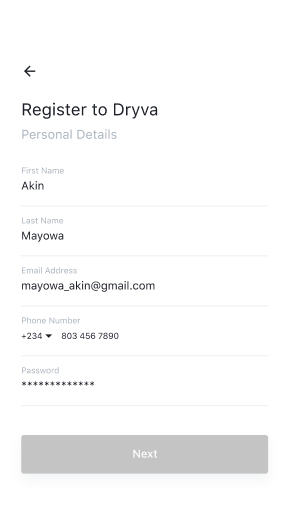 Register to Dryva
Personal Details
First Name
Akin
Last Name
Mayowa
Email Address
mayowa_akin@gmail.com
Phone Number
+234 803 456 7890
Password
*************
Next